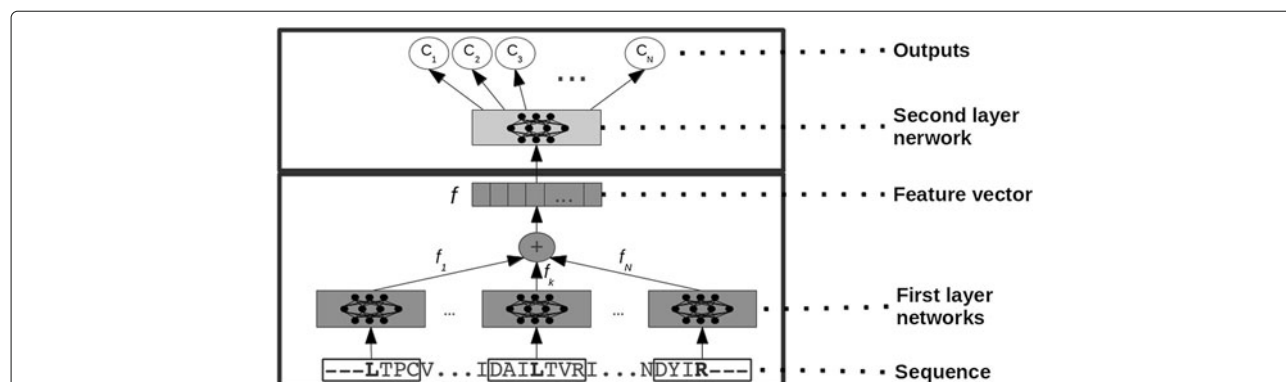 C1 C2 C3 ... CN Outputs
Second layer
nerwork
f ... Feature vector
+
f1 fk fN
... ... First layer
networks
---LTPCV...IDAILTVRI...NDYIR--- Sequence